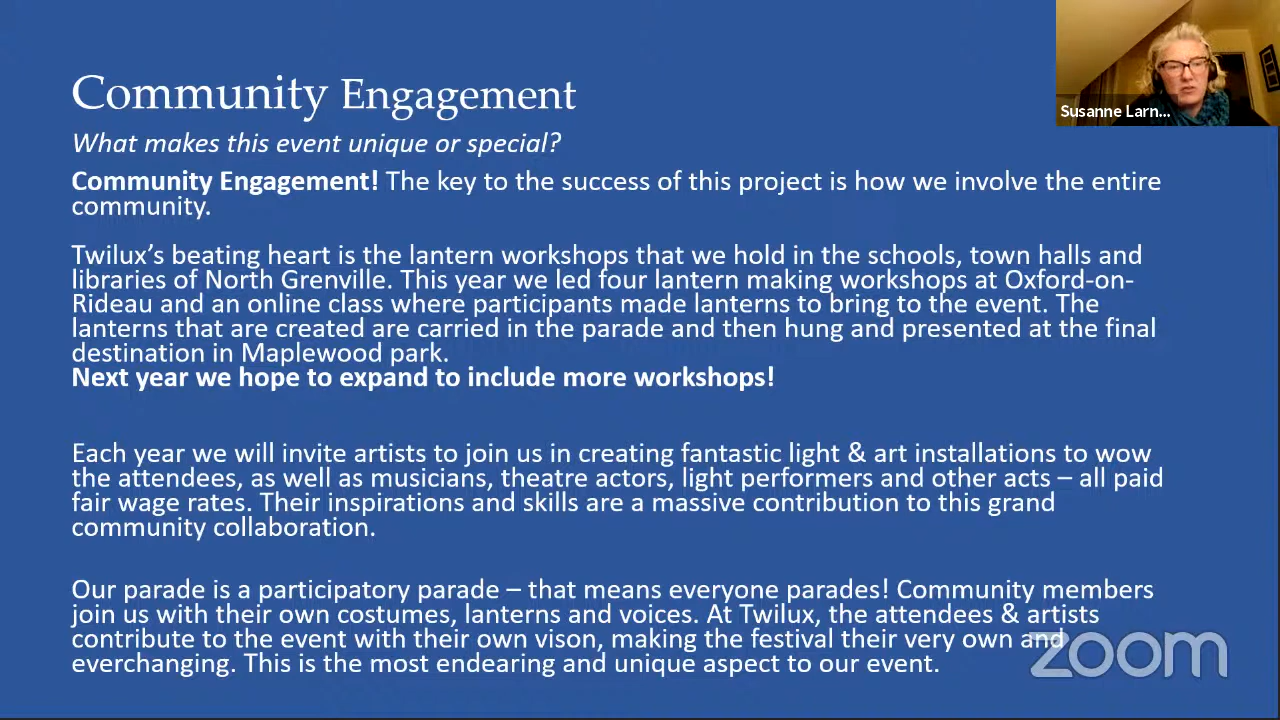 Community Engagement
Susanne Larn...
What makes this event unique or special?
Community Engagement! The key to the success of this project is how we involve the entire
community.
Twilux’s beating heart is the lantern workshops that we hold in the schools, town halls and
libraries of North Grenville. This year we led four lantern making workshops at Oxford-on-
Rideau and an online class where participants made lanterns to bring to the event. The
lanterns that are created are carried in the parade and then hung and presented at the final
destination in Maplewood park.
Next year we hope to expand to include more workshops!
Each year we will invite artists to join us in creating fantastic light & art installations to wow
the attendees, as well as musicians, theatre actors, light performers and other acts – all paid
fair wage rates. Their inspirations and skills are a massive contribution to this grand
community collaboration.
Our parade is a participatory parade – that means everyone parades! Community members
join us with their own costumes, lanterns and voices. At Twilux, the attendees & artists
contribute to the event with their own vison, making the festival their very own and
everchanging. This is the most endearing and unique aspect to our event.
zoom